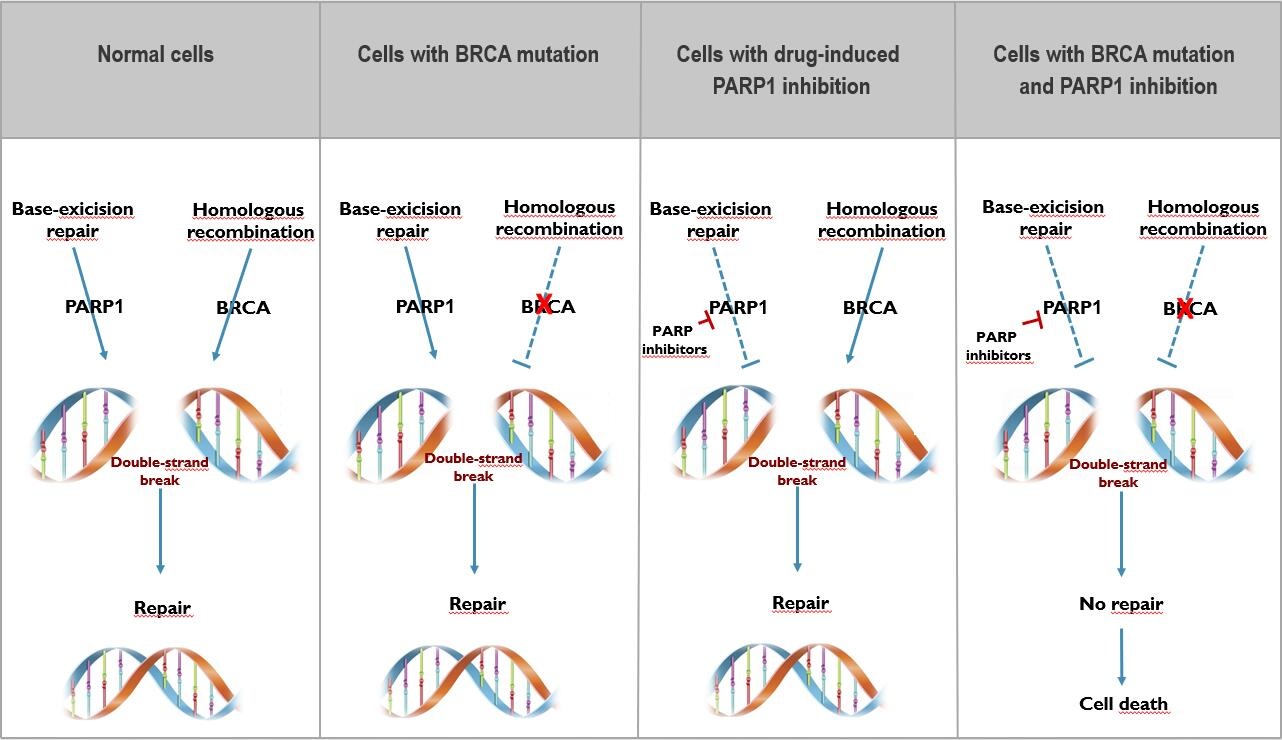 Normal cells
Cells with BRCA mutation
Cells with drug-induced
PARP1 inhibition
Cells with BRCA mutation
and PARP1 inhibition
Base-exicision
repair
Homologous
recombination
PARP1
BRCA
Double-strand
break
Repair
Base-exicision
repair
Homologous
recombination
PARP1
BRCA
Double-strand
break
Repair
Base-exicision
repair
Homologous
recombination
PARP1
BRCA
PARP
inhibitors
Double-strand
break
Repair
Base-exicision
repair
Homologous
recombination
PARP1
BRCA
PARP
inhibitors
Double-strand
break
No repair
Cell death